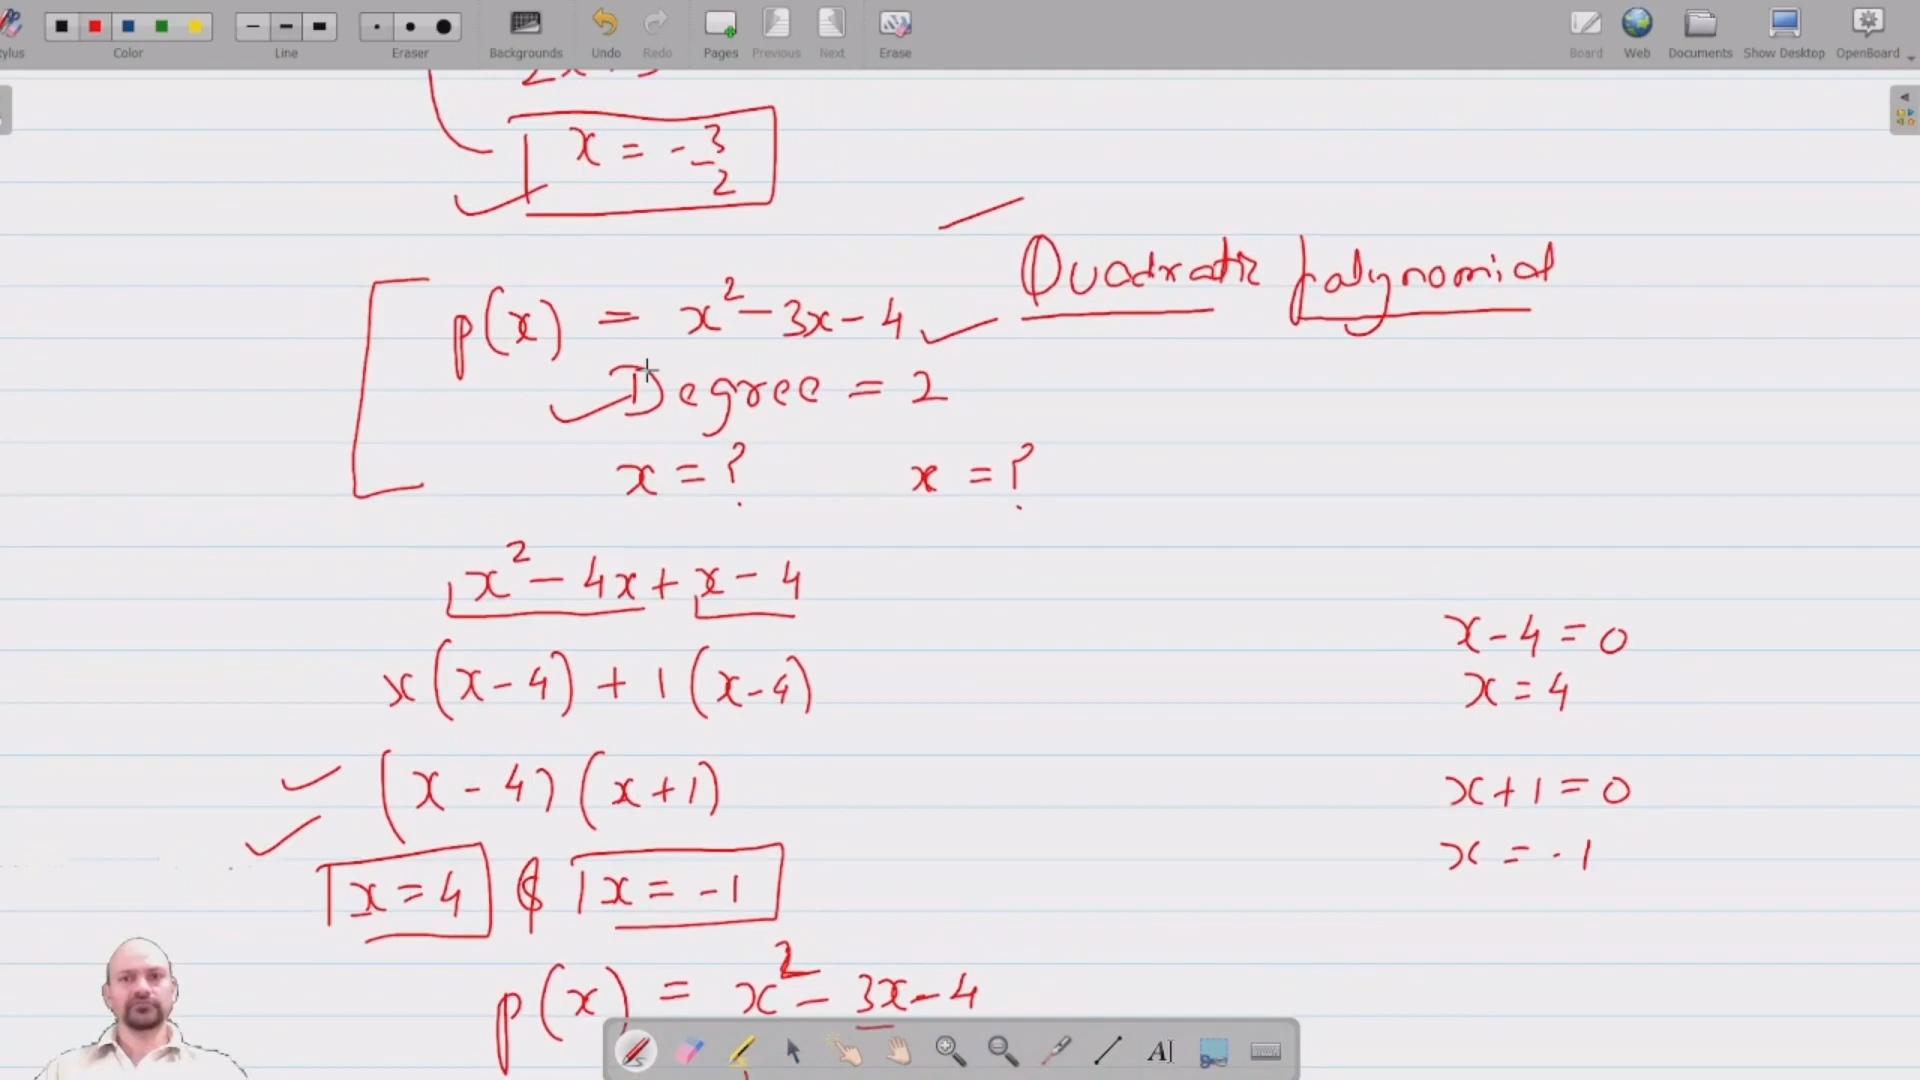 tylus
Color
Line
Eraser
Backgrounds
Undo
Redo
Pages
Previous
Next
Erase
Board
Web
Documents
Show Desktop
OpenBoard
x = -3/2
Quadratic polynomial
p(x) = x² - 3x - 4
Degree = 2
x = ? x = ?
x² - 4x + x - 4
x(x-4) + 1(x-4)
(x - 4) (x+1)
x = 4 & x = -1
p(x) = x² - 3x - 4
x - 4 = 0
x = 4
x + 1 = 0
x = -1
AI